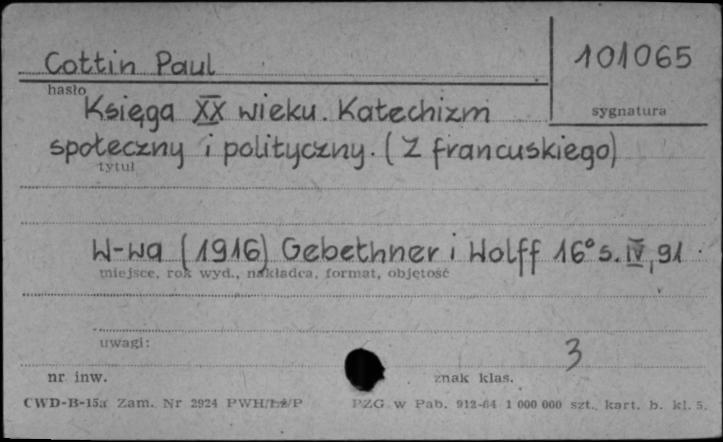 Cottin Paul
101065
hasło
sygnatura
Księga XX wieku. Katechizm
społeczny i polityczny. (Z francuskiego)
tytuł
W-wa (1916) Gebethner i Wolff 16° s. IV, 91
miejsce, rok wyd., nakładca, format, objętość
uwagi:
3
nr inw.
znak klas.
CWD-B-15a Zam. Nr 2924 PWH/Łż/P PZG w Pab. 912-64 1 000 000 szt. kart. b. kl. 5.